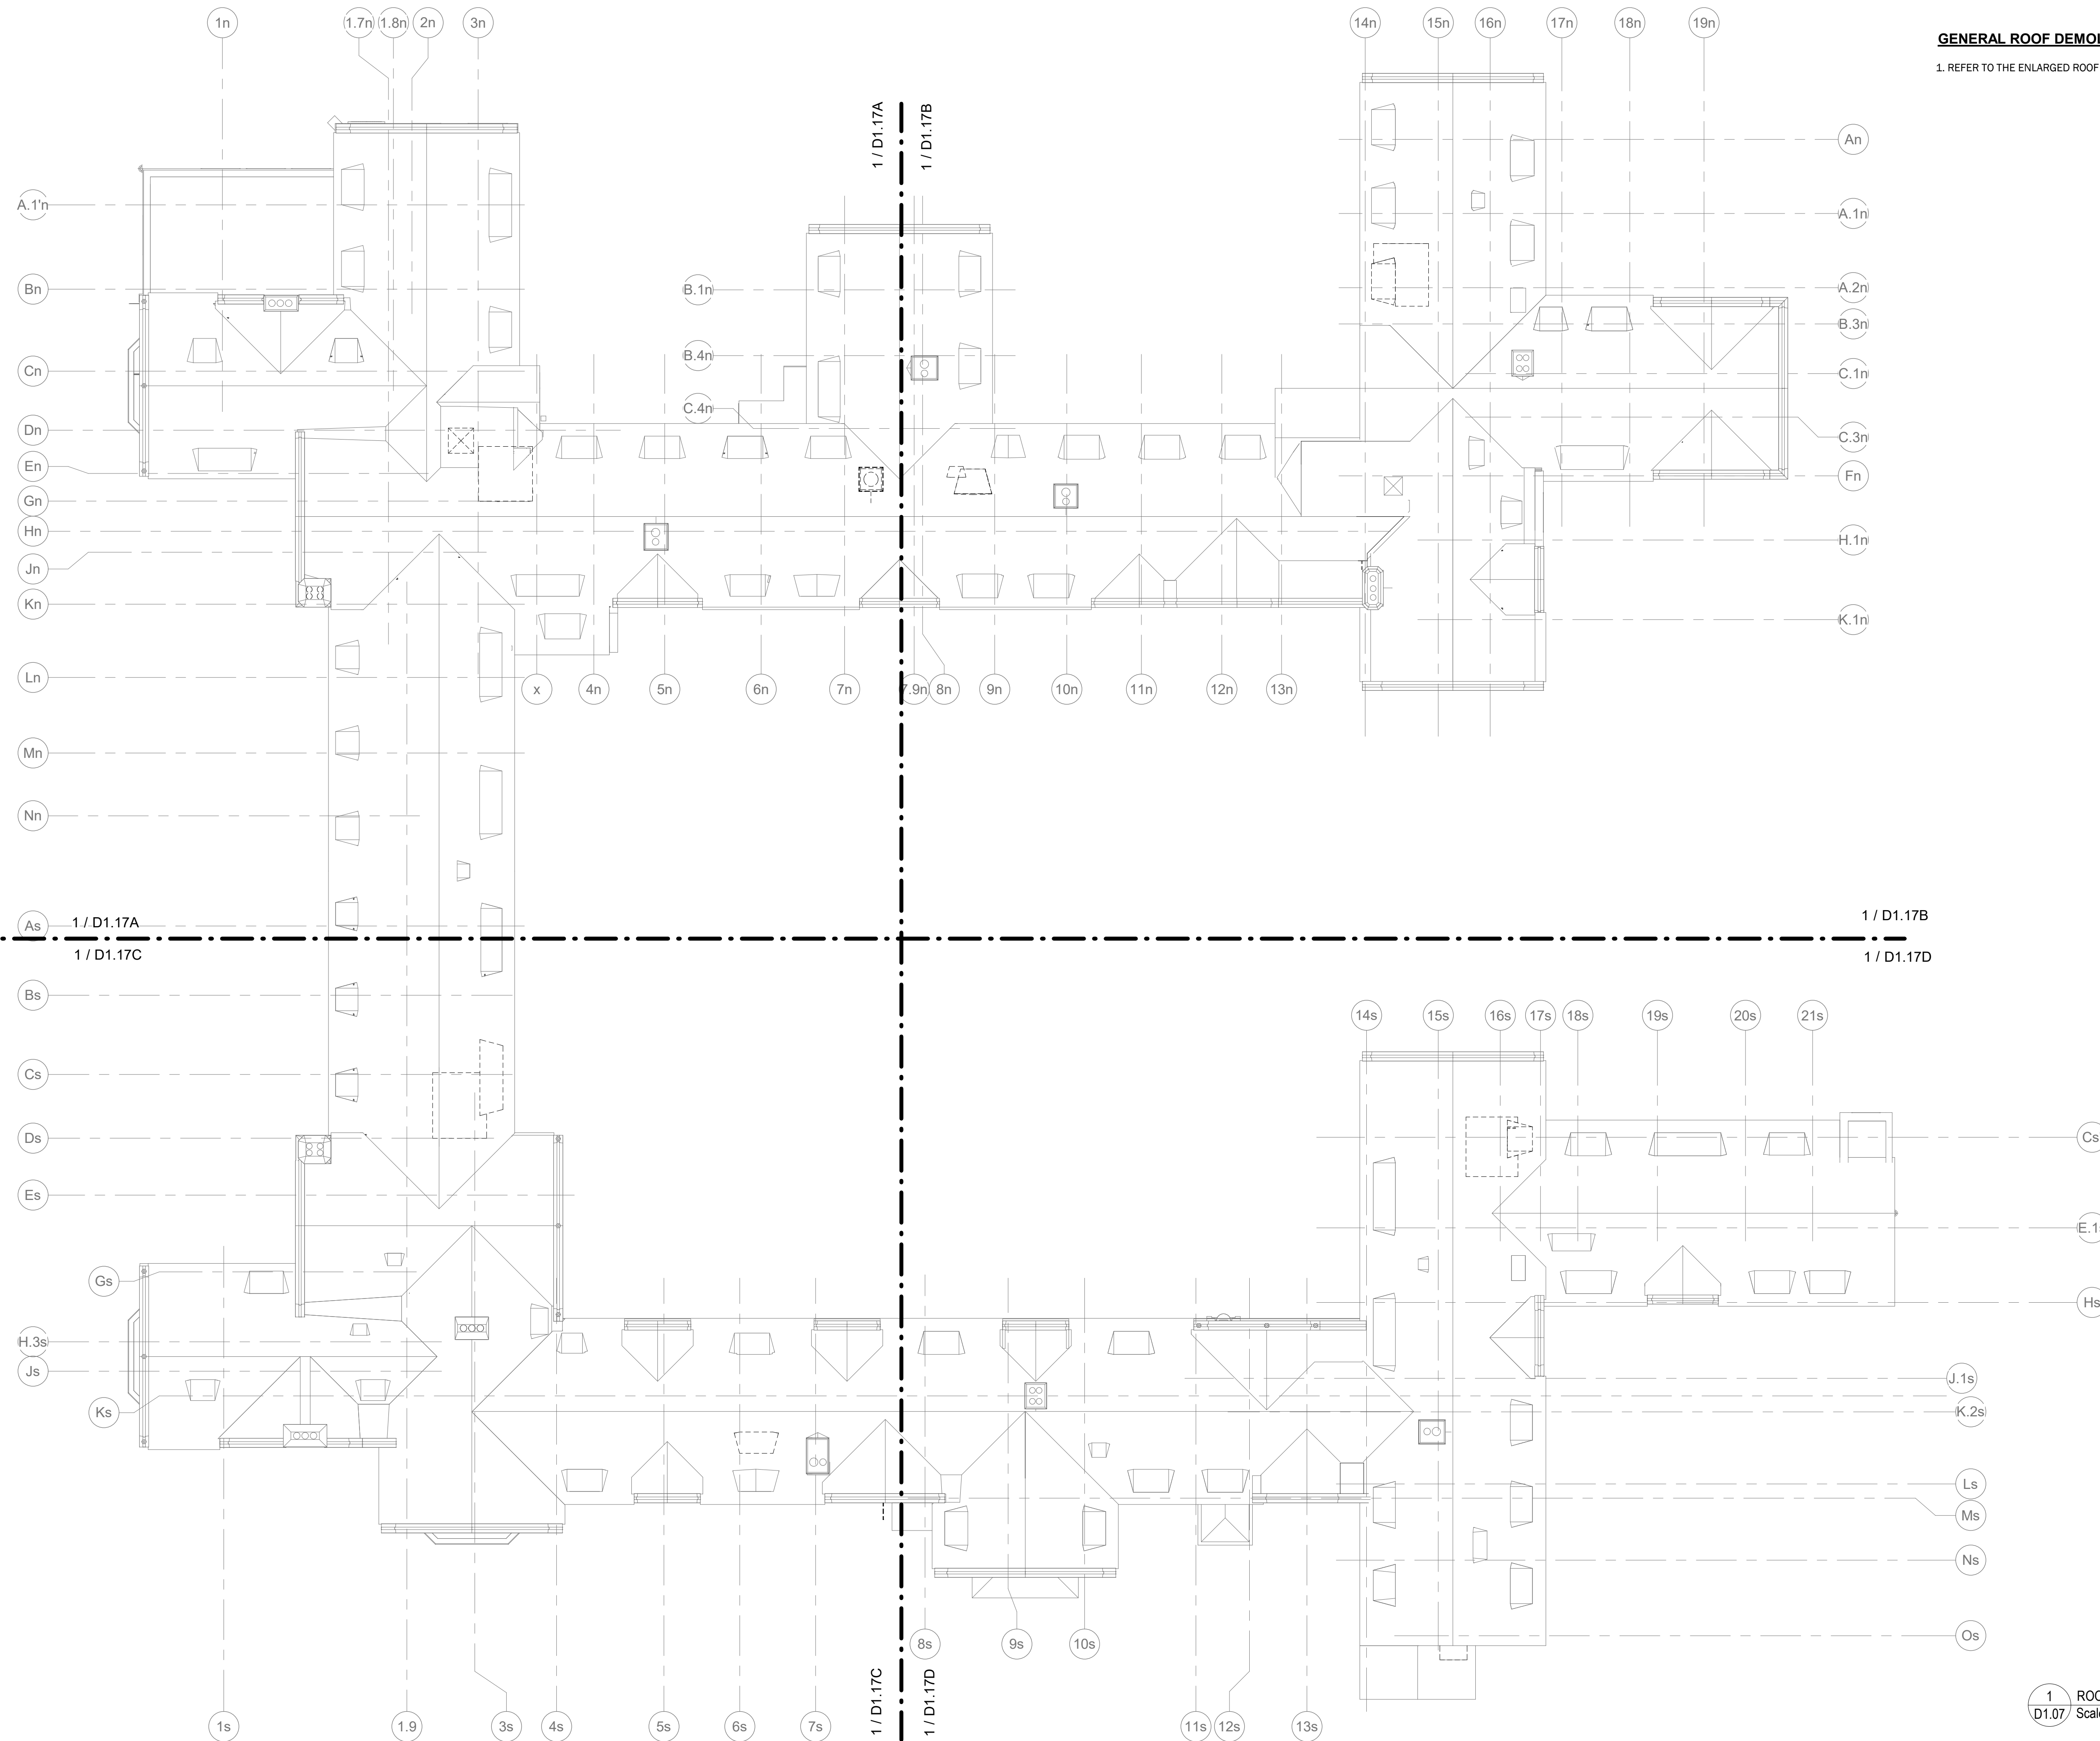 1n
1.7n
1.8n
2n
3n
14n
15n
16n
17n
18n
19n
GENERAL ROOF
1. REFER TO THE ENLARGED ROOF
1 / D1.17A
1 / D1.17B
An
A.1'n
A.1n
Bn
B.1n
A.2n
B.3n
B.4n
Cn
C.1n
C.4n
Dn
C.3n
En
Fn
Gn
Hn
H.1n
Jn
Kn
K.1n
Ln
x
4n
5n
6n
7n
7.9n
8n
9n
10n
11n
12n
13n
Mn
Nn
As
1 / D1.17A
1 / D1.17B
1 / D1.17C
1 / D1.17D
Bs
14s
15s
16s
17s
18s
19s
20s
21s
Cs
Ds
Cs
Es
E.1
Gs
Hs
H.3s
Js
J.1s
Ks
K.2s
Ls
Ms
Ns
Os
8s
9s
10s
1 / D1.17C
1 / D1.17D
1s
1.9
3s
4s
5s
6s
7s
11s
12s
13s
1
D1.07